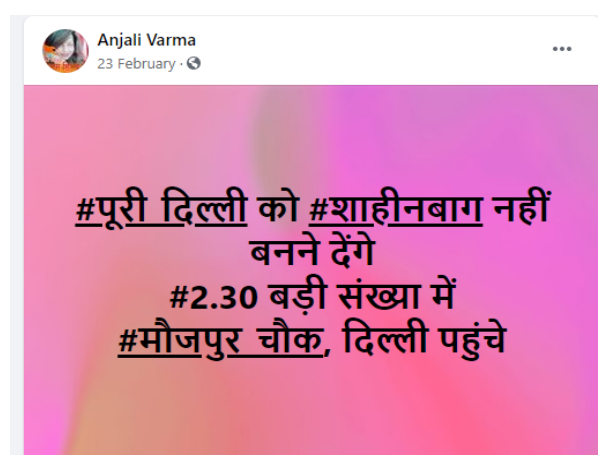 Anjali Varma
23 February ·
#पूरी दिल्ली को #शाहीनबाग नहीं
बनने देंगे
#2.30 बड़ी संख्या में
#मौजपुर चौक, दिल्ली पहुंचे